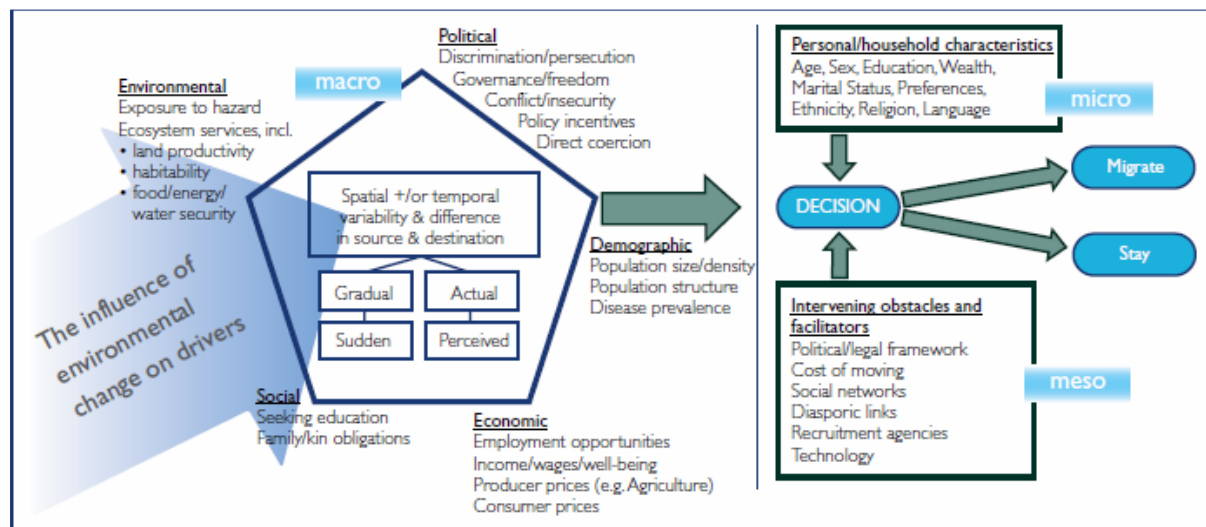 Political
Discrimination/persecution
Governance/freedom
Conflict/insecurity
Policy incentives
Direct coercion
macro
Environmental
Exposure to hazard
Ecosystem services, incl.
• land productivity
• habitability
• food/energy/
water security
Spatial +/or temporal
variability & difference
in source & destination
Gradual
Actual
Sudden
Perceived
The influence of
environmental
change on drivers
Demographic
Population size/density
Population structure
Disease prevalence
Social
Seeking education
Family/kin obligations
Economic
Employment opportunities
Income/wages/well-being
Producer prices (e.g. Agriculture)
Consumer prices
Personal/household characteristics
Age, Sex, Education, Wealth,
Marital Status, Preferences,
Ethnicity, Religion, Language
micro
DECISION
Migrate
Stay
Intervening obstacles and
facilitators
Political/legal framework
Cost of moving
Social networks
Diasporic links
Recruitment agencies
Technology
meso